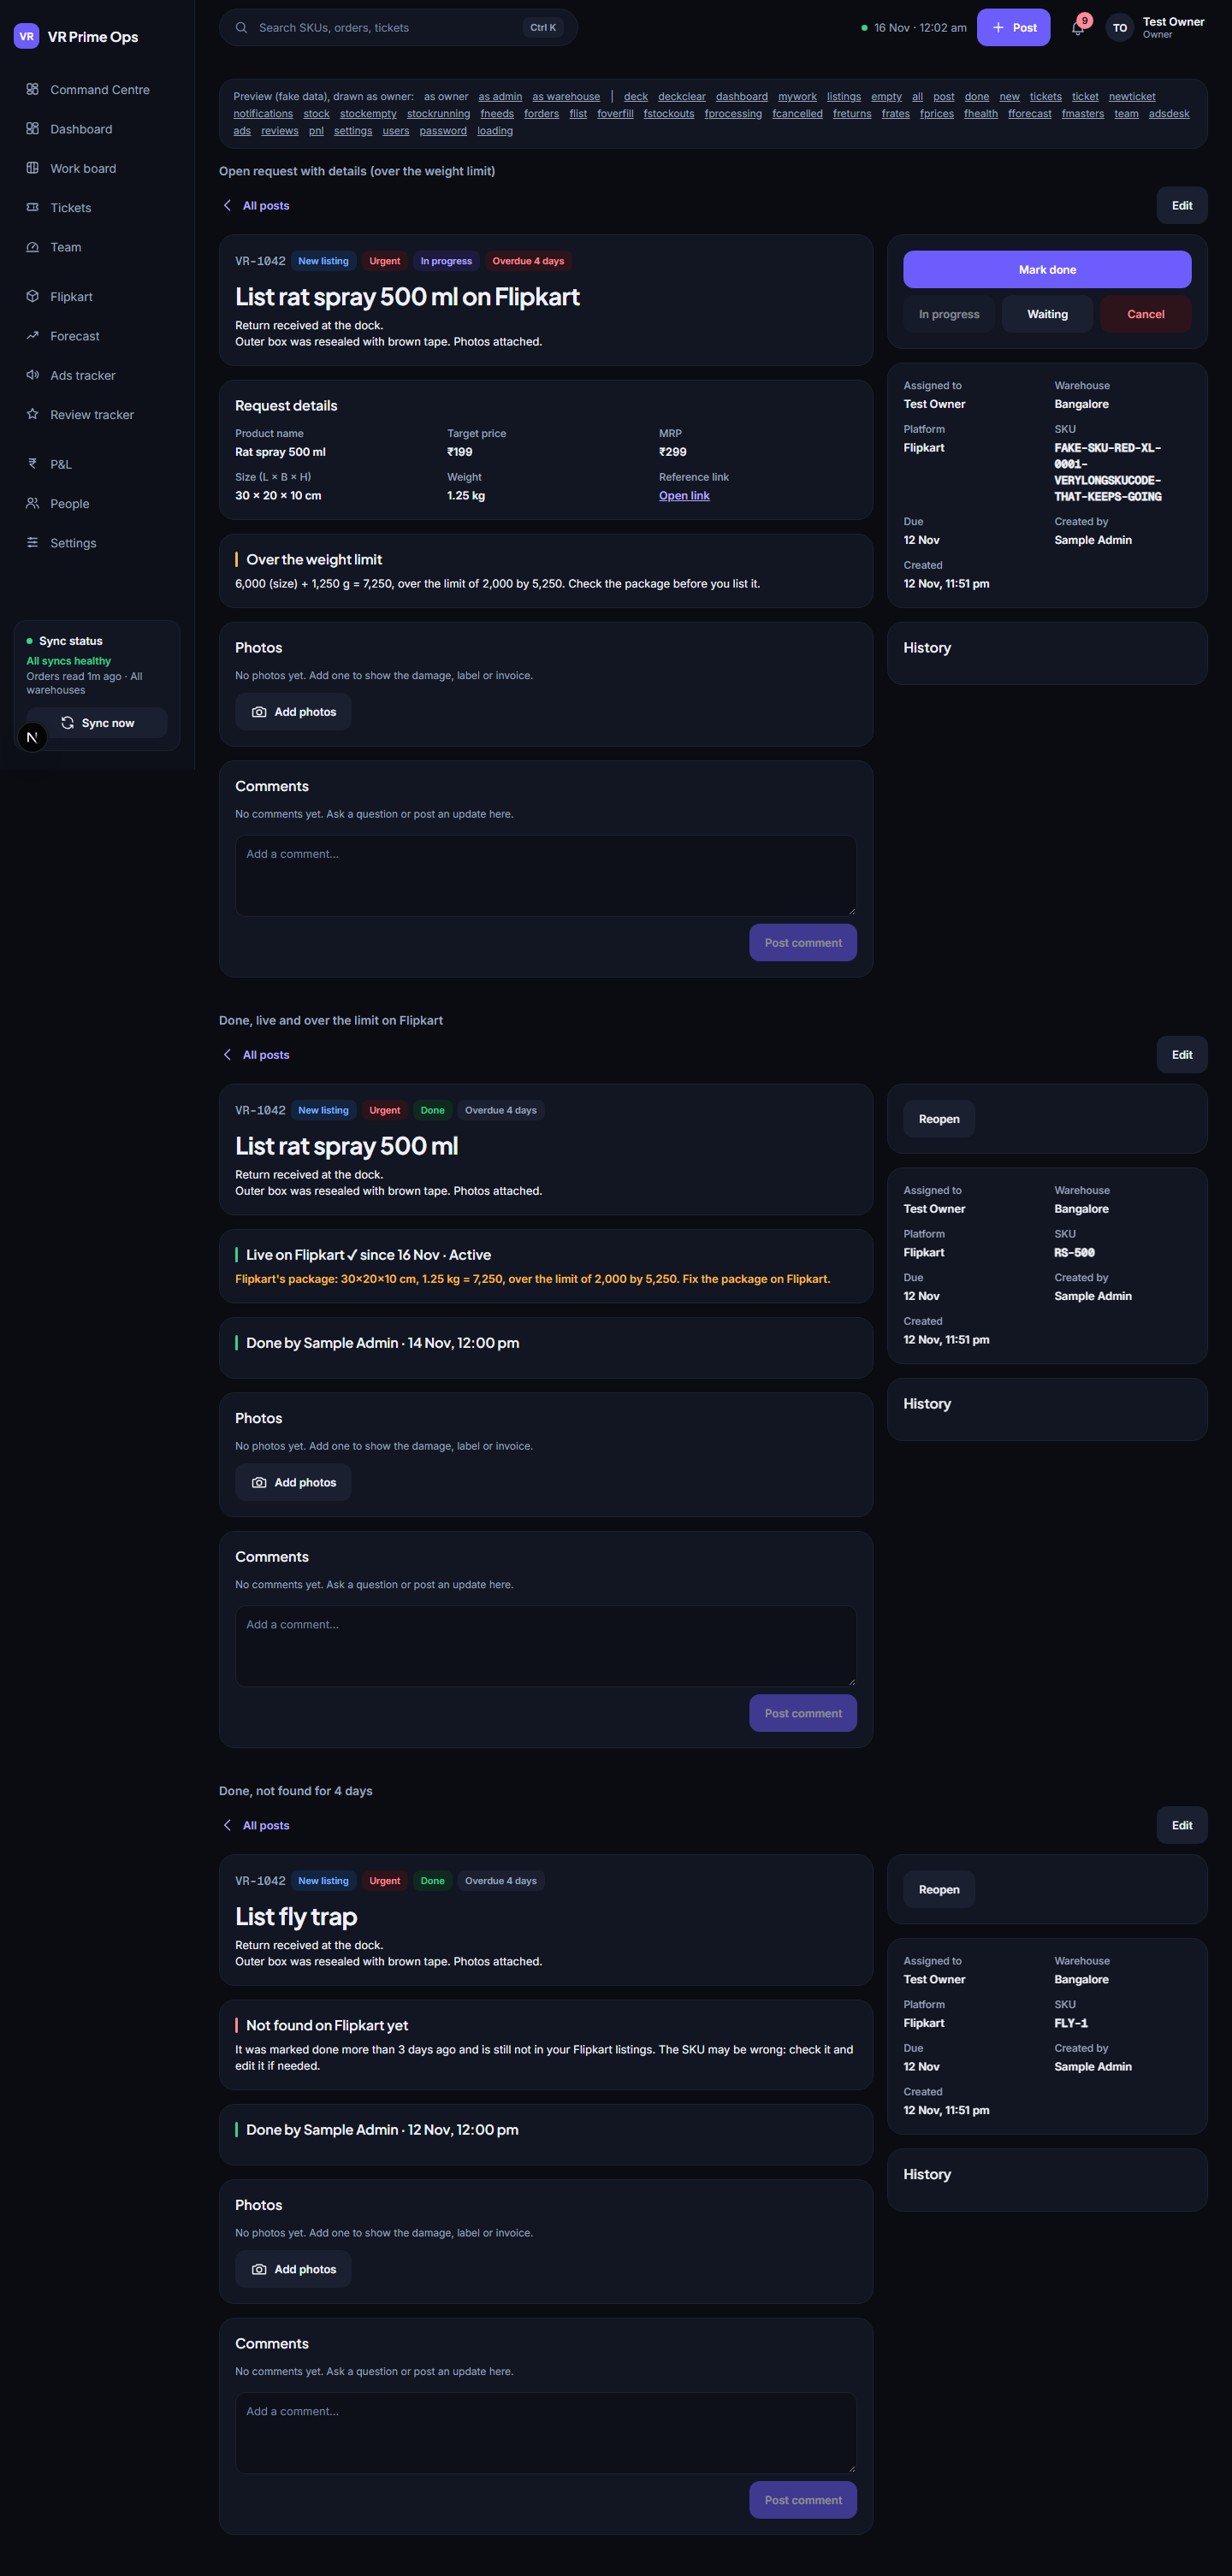 VR VR Prime Ops
Command Centre
Dashboard
Work board
Tickets
Team
Flipkart
Forecast
Ads tracker
Review tracker
₹ P&L
People
Settings
Sync status
All syncs healthy
Orders read 1m ago · All
warehouses
Sync now
N
Search SKUs, orders, tickets Ctrl K
16 Nov · 12:02 am
+ Post
9
TO Test Owner
Owner
Preview (fake data), drawn as owner: as owner as admin as warehouse | deck deckclear dashboard mywork listings empty all post done new tickets ticket newticket
notifications stock stockempty stockrunning fneeds forders flist foverfill fstockouts fprocessing fcancelled freturns frates fprices fhealth fforecast fmasters team adsdesk
ads reviews pnl settings users password loading
Open request with details (over the weight limit)
All posts
Edit
VR-1042 New listing Urgent In progress Overdue 4 days
List rat spray 500 ml on Flipkart
Return received at the dock.
Outer box was resealed with brown tape. Photos attached.
Request details
Product name Target price MRP
Rat spray 500 ml ₹199 ₹299
Size (L × B × H) Weight Reference link
30 × 20 × 10 cm 1.25 kg Open link
Over the weight limit
6,000 (size) + 1,250 g = 7,250, over the limit of 2,000 by 5,250. Check the package before you list it.
Photos
No photos yet. Add one to show the damage, label or invoice.
Add photos
Comments
No comments yet. Ask a question or post an update here.
Add a comment...
Post comment
Mark done
In progress Waiting Cancel
Assigned to Warehouse
Test Owner Bangalore
Platform SKU
Flipkart FAKE-SKU-RED-XL-
0001-
VERYLONGSKUCODE-
THAT-KEEPS-GOING
Due Created by
12 Nov Sample Admin
Created
12 Nov, 11:51 pm
History
Done, live and over the limit on Flipkart
All posts
Edit
VR-1042 New listing Urgent Done Overdue 4 days
List rat spray 500 ml
Return received at the dock.
Outer box was resealed with brown tape. Photos attached.
Live on Flipkart ✓ since 16 Nov · Active
Flipkart's package: 30×20×10 cm, 1.25 kg = 7,250, over the limit of 2,000 by 5,250. Fix the package on Flipkart.
Done by Sample Admin · 14 Nov, 12:00 pm
Photos
No photos yet. Add one to show the damage, label or invoice.
Add photos
Comments
No comments yet. Ask a question or post an update here.
Add a comment...
Post comment
Reopen
Assigned to Warehouse
Test Owner Bangalore
Platform SKU
Flipkart RS-500
Due Created by
12 Nov Sample Admin
Created
12 Nov, 11:51 pm
History
Done, not found for 4 days
All posts
Edit
VR-1042 New listing Urgent Done Overdue 4 days
List fly trap
Return received at the dock.
Outer box was resealed with brown tape. Photos attached.
Not found on Flipkart yet
It was marked done more than 3 days ago and is still not in your Flipkart listings. The SKU may be wrong: check it and
edit it if needed.
Done by Sample Admin · 12 Nov, 12:00 pm
Photos
No photos yet. Add one to show the damage, label or invoice.
Add photos
Comments
No comments yet. Ask a question or post an update here.
Add a comment...
Post comment
Reopen
Assigned to Warehouse
Test Owner Bangalore
Platform SKU
Flipkart FLY-1
Due Created by
12 Nov Sample Admin
Created
12 Nov, 11:51 pm
History